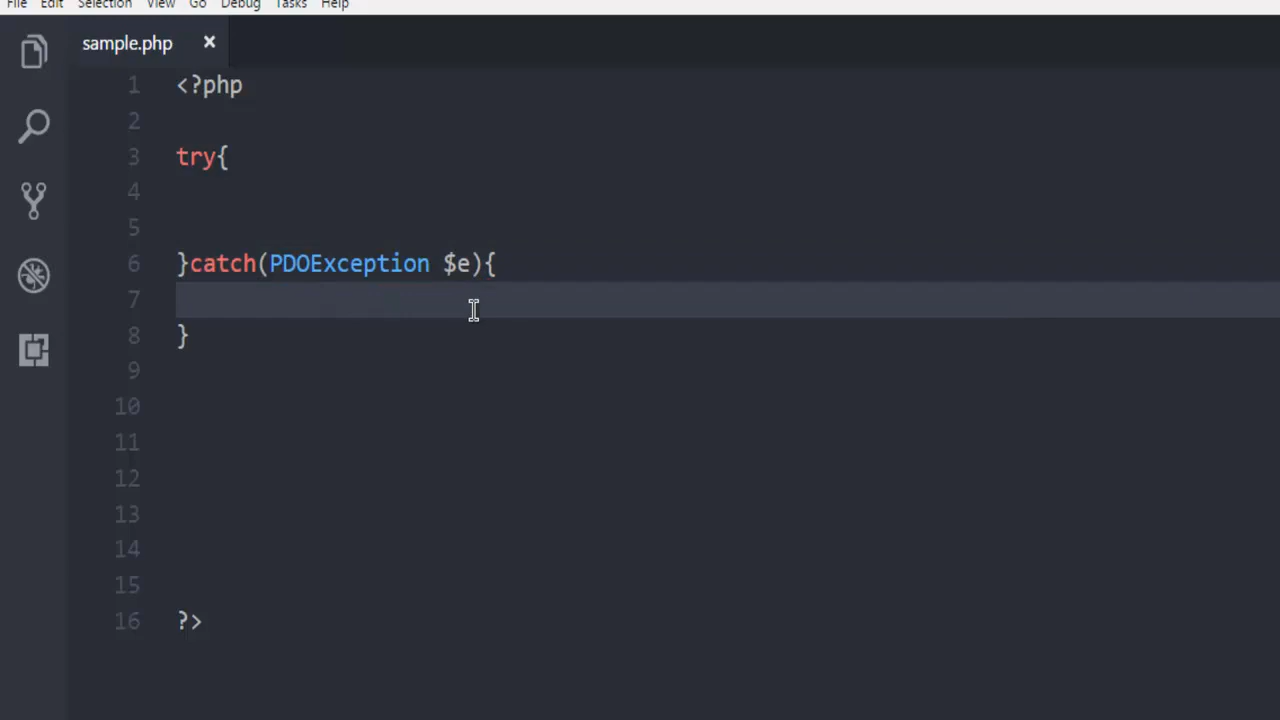 File Edit Selection View Go Debug Tasks Help
sample.php ×
1 <?php
2
3 try{
4
5
6 }catch(PDOException $e){
7
8 }
9
10
11
12
13
14
15
16 ?>